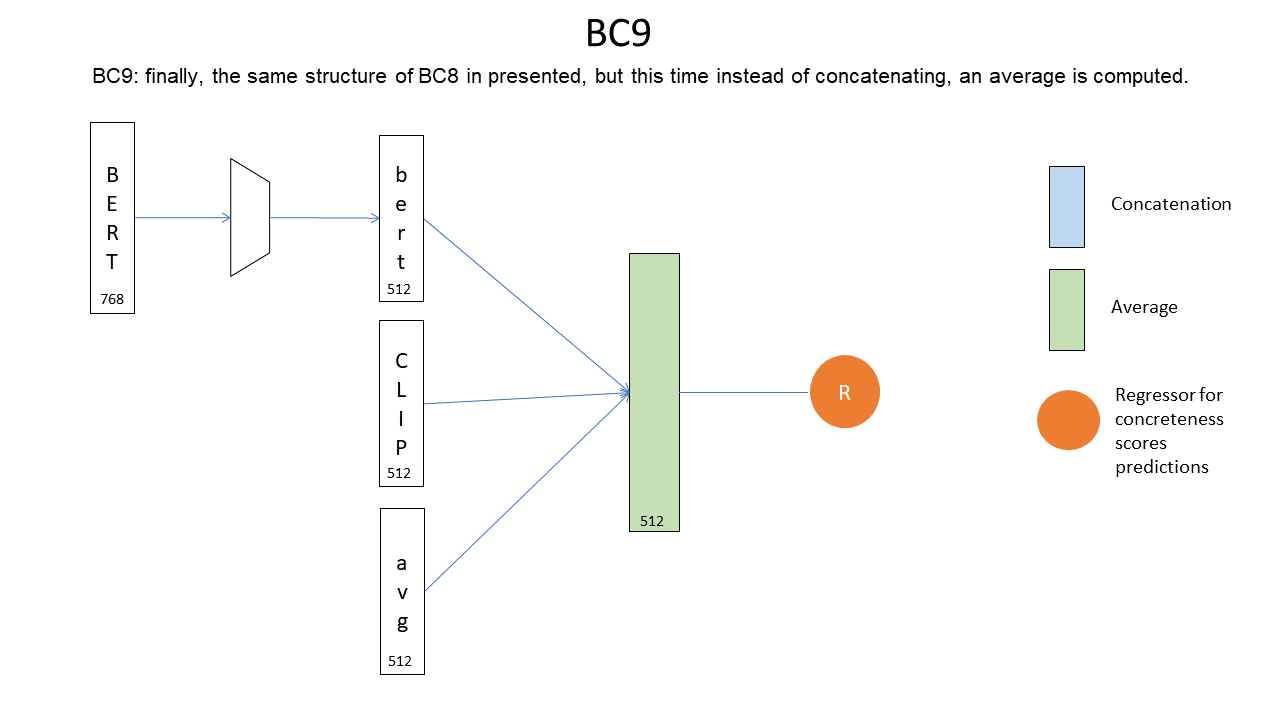 BC9
BC9: finally, the same structure of BC8 in presented, but this time instead of concatenating, an average is computed.
BERT
768
bert
512
CLIP
512
avg
512
512
R
Concatenation
Average
Regressor for
concreteness
scores
predictions